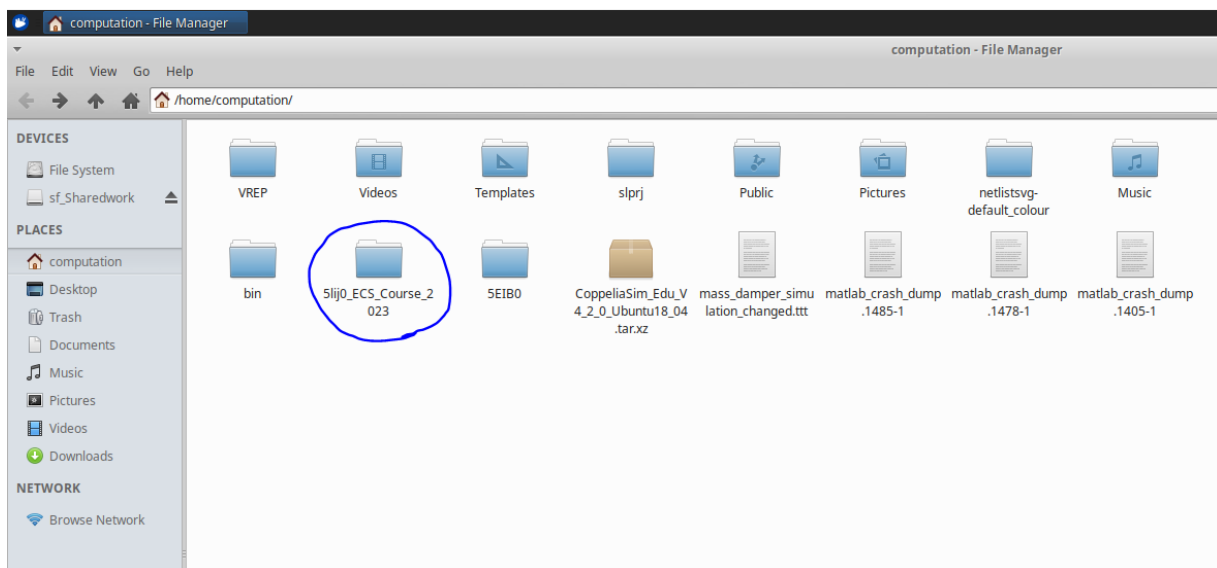 computation - File Manager
computation - File Manager
File Edit View Go Help
/home/computation/
DEVICES
File System
sf_Sharedwork
PLACES
computation
Desktop
Trash
Documents
Music
Pictures
Videos
Downloads
NETWORK
Browse Network
VREP Videos Templates slprj Public Pictures netlistsvg- Music
default_colour
bin 5lij0_ECS_Course_2 5EIB0 CoppeliaSim_Edu_V mass_damper_simu matlab_crash_dump matlab_crash_dump matlab_crash_dump
023 4_2_0_Ubuntu18_04 lation_changed.ttt .1485-1 .1478-1 .1405-1
.tar.xz